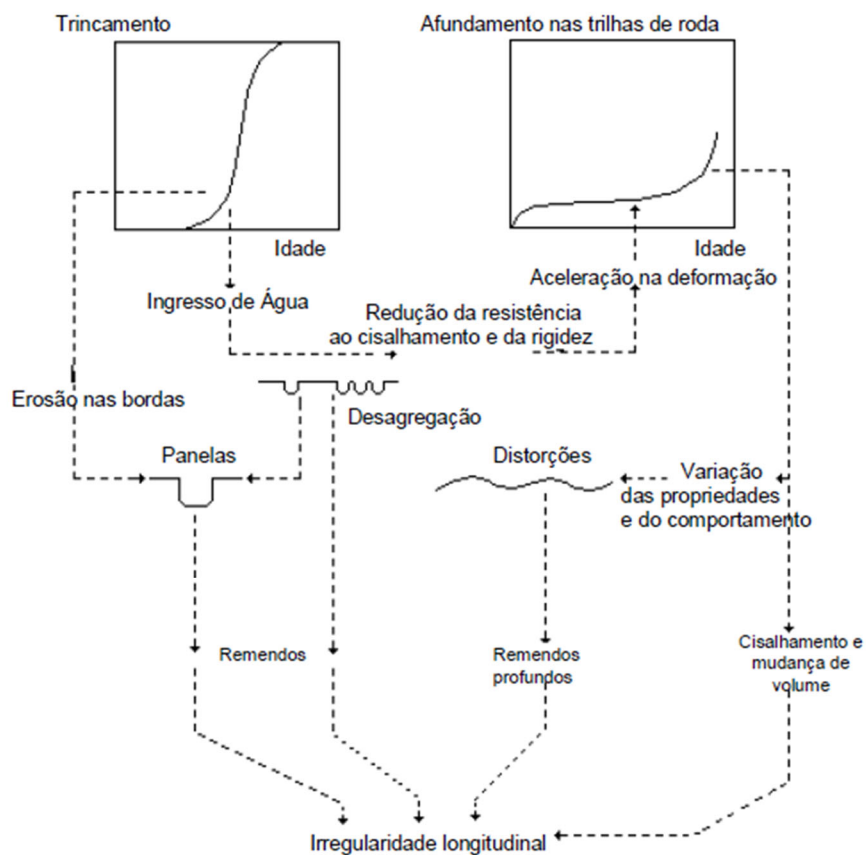 Trincamento
Afundamento nas trilhas de roda
Idade
Idade
Aceleração na deformação
Ingresso de Água
Redução da resistência
ao cisalhamento e da rigidez
Erosão nas bordas
Desagregação
Panelas
Distorções
Variação
das propriedades
e do comportamento
Remendos
Remendos
profundos
Cisalhamento e
mudança de
volume
Irregularidade longitudinal